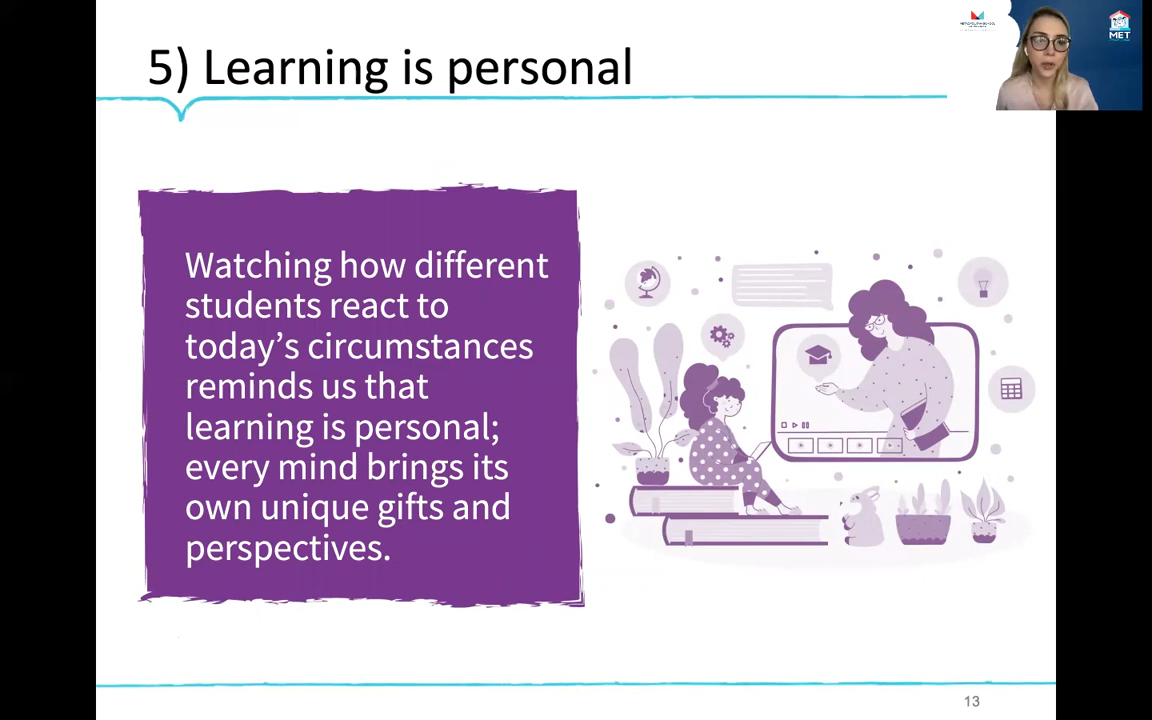 5) Learning is personal
MET
Watching how different
students react to
today’s circumstances
reminds us that
learning is personal;
every mind brings its
own unique gifts and
perspectives.
13